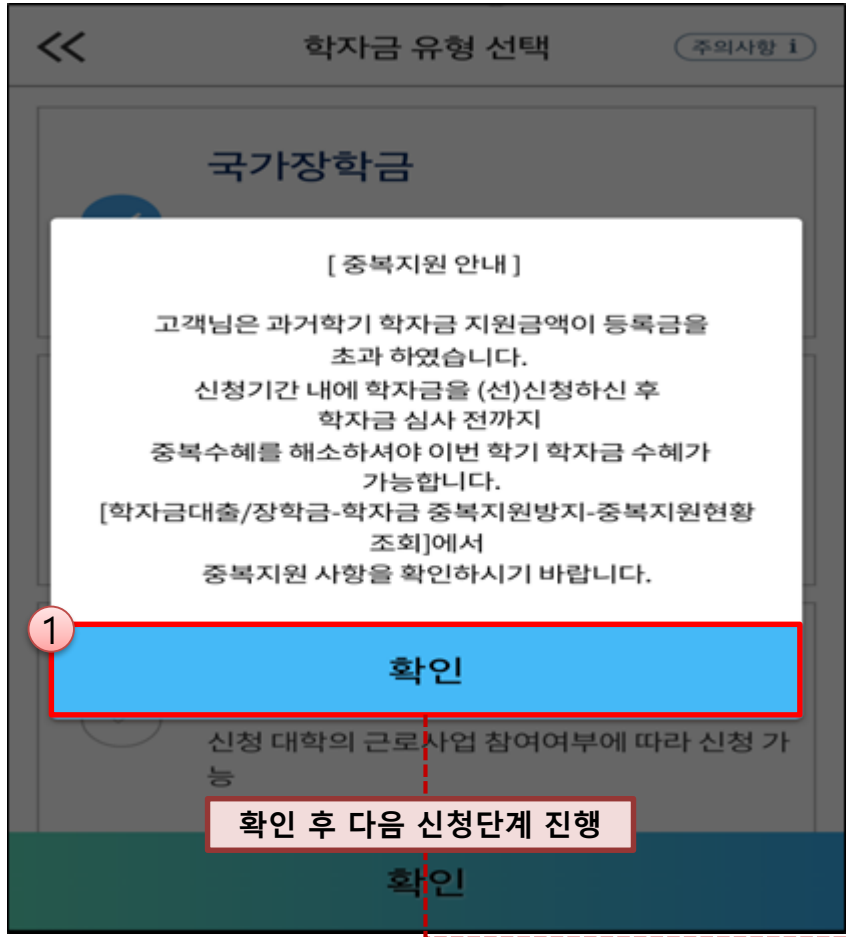 <<
학자금 유형 선택
주의사항 i
국가장학금
[ 중복지원 안내 ]
고객님은 과거학기 학자금 지원금액이 등록금을
초과 하였습니다.
신청기간 내에 학자금을 (선)신청하신 후
학자금 심사 전까지
중복수혜를 해소하셔야 이번 학기 학자금 수혜가
가능합니다.
[학자금대출/장학금-학자금 중복지원방지-중복지원현황
조회]에서
중복지원 사항을 확인하시기 바랍니다.
1
확인
신청 대학의 근로사업 참여여부에 따라 신청 가
능
확인 후 다음 신청단계 진행
확인